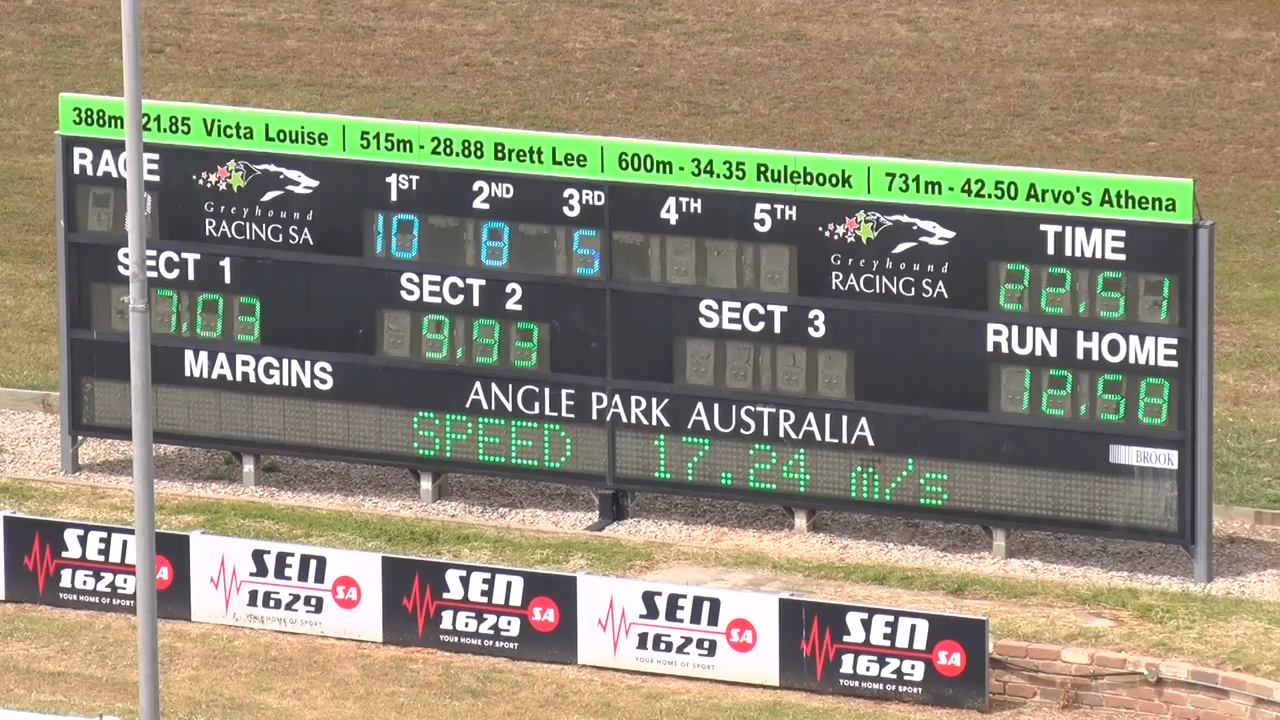 388m 21.85 Victa Louise | 515m - 28.88 Brett Lee | 600m - 34.35 Rulebook | 731m - 42.50 Arvo's Athena
RACE
Greyhound
RACING SA
1ST 2ND 3RD 4TH 5TH
10 8 5
Greyhound
RACING SA
TIME
22.51
SECT 1
7.03
SECT 2
9.93
SECT 3
RUN HOME
12.58
MARGINS
ANGLE PARK AUSTRALIA
SPEED 17.24 m/s
BROOK
SEN
1629 SA
YOUR HOME OF SPORT
SEN
1629 SA
YOUR HOME OF SPORT
SEN
1629 SA
YOUR HOME OF SPORT
SEN
1629 SA
YOUR HOME OF SPORT
SEN
1629 SA
YOUR HOME OF SPORT